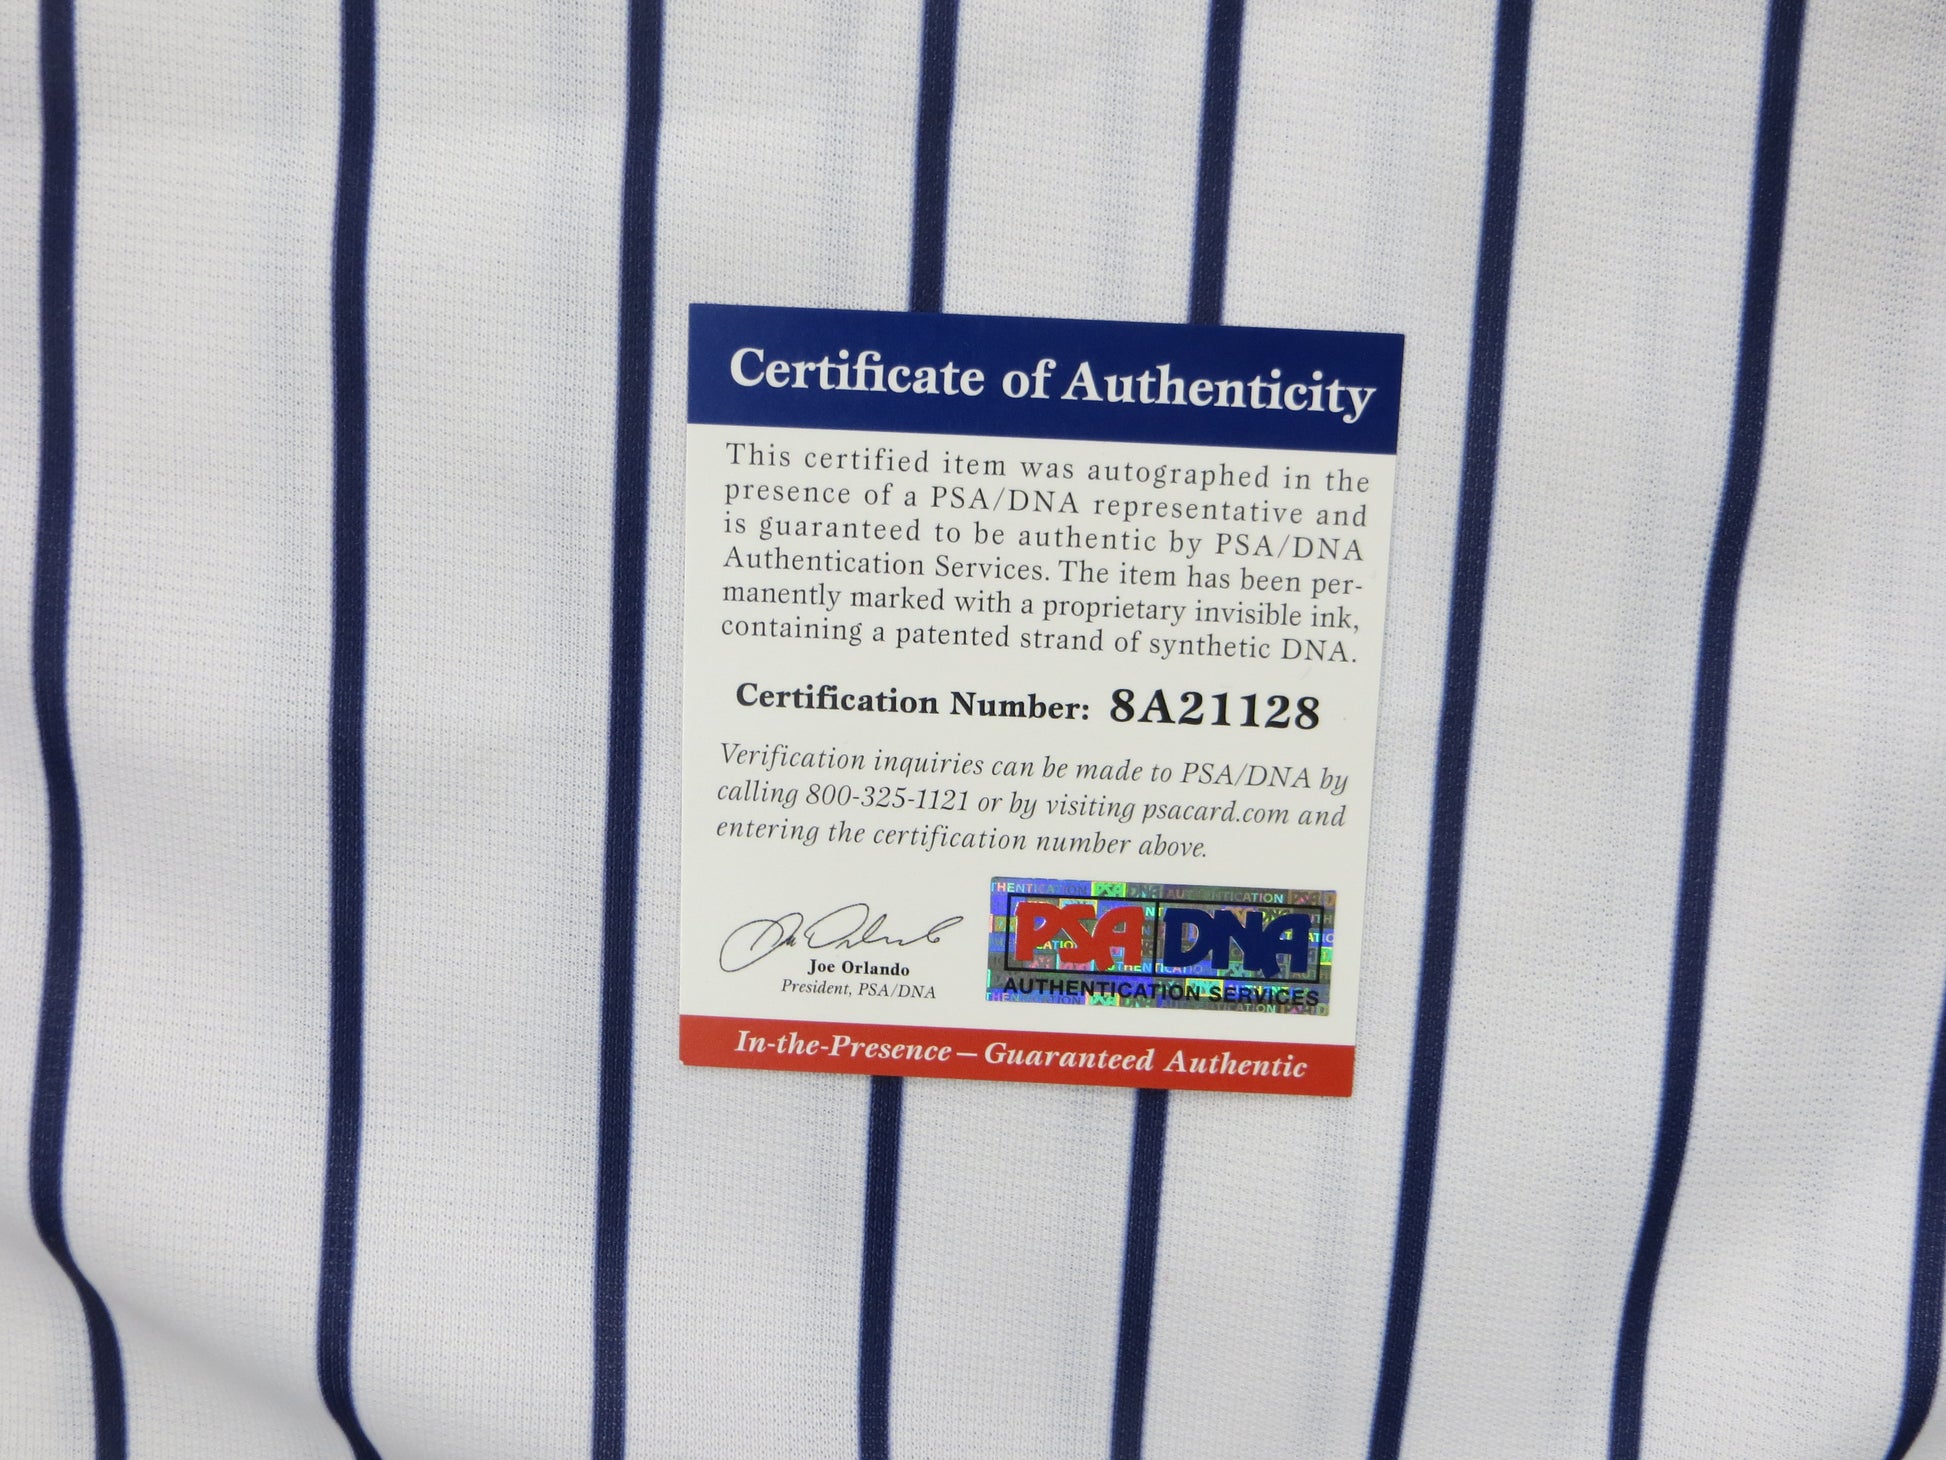 Certificate of Authenticity
This certified item was autographed in the
presence of a PSA/DNA representative and
is guaranteed to be authentic by PSA/DNA
Authentication Services. The item has been per-
manently marked with a proprietary invisible ink,
containing a patented strand of synthetic DNA.
Certification Number: 8A21128
Verification inquiries can be made to PSA/DNA by
calling 800-325-1121 or by visiting psacard.com and
entering the certification number above.
Joe Orlando
President, PSA/DNA
PSA DNA
AUTHENTICATION SERVICES
In-the-Presence – Guaranteed Authentic